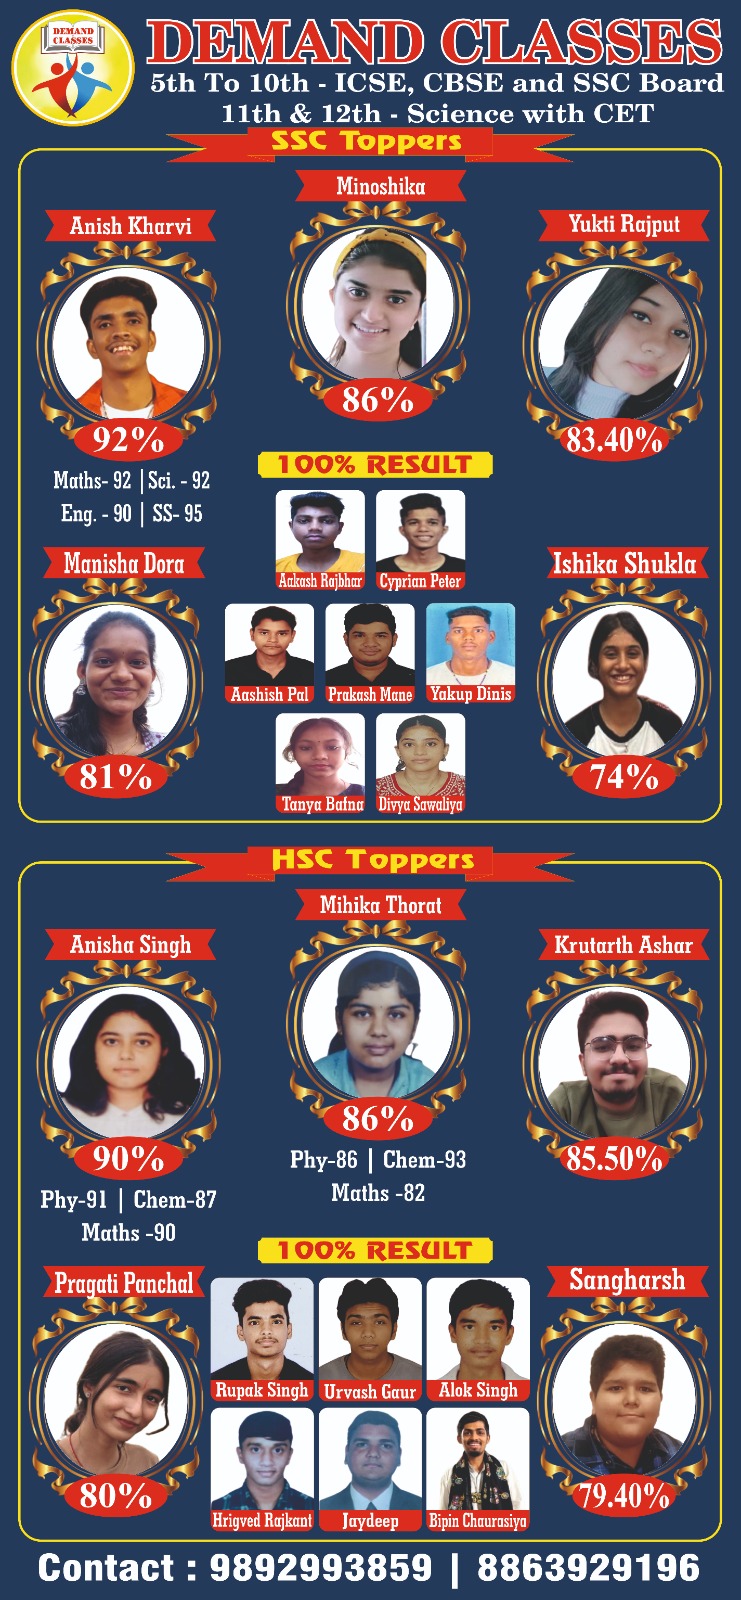 DEMAND
CLASSES
DEMAND CLASSES
5th To 10th - ICSE, CBSE and SSC Board
11th & 12th - Science with CET
SSC Toppers
Minoshika
Anish Kharvi
Yukti Rajput
86%
92%
83.40%
100% RESULT
Maths- 92 | Sci. - 92
Eng. - 90 | SS- 95
Aakash Rajbhar
Cyprian Peter
Manisha Dora
Ishika Shukla
Aashish Pal
Prakash Mane
Yakup Dinis
81%
74%
Tanya Bafna
Divya Sawaliya
HSC Toppers
Mihika Thorat
Anisha Singh
Krutarth Ashar
86%
90%
85.50%
Phy-86 | Chem-93
Maths -82
Phy-91 | Chem-87
Maths -90
100% RESULT
Pragati Panchal
Sangharsh
Rupak Singh
Urvash Gaur
Alok Singh
80%
79.40%
Hrigved Rajkant
Jaydeep
Bipin Chaurasiya
Contact : 9892993859 | 8863929196